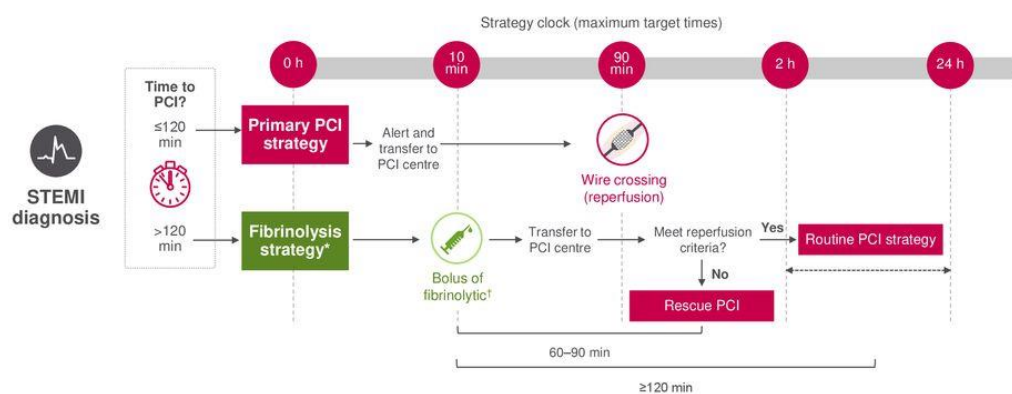 Strategy clock (maximum target times)
0 h
10
min
90
min
2 h
24 h
Time to
PCI?
≤120
min
>120
min
STEMI
diagnosis
Primary PCI
strategy
Alert and
transfer to
PCI centre
Wire crossing
(reperfusion)
Fibrinolysis
strategy*
Bolus of
fibrinolytic†
Transfer to
PCI centre
Meet reperfusion
criteria?
Yes
Routine PCI strategy
No
Rescue PCI
60–90 min
≥120 min